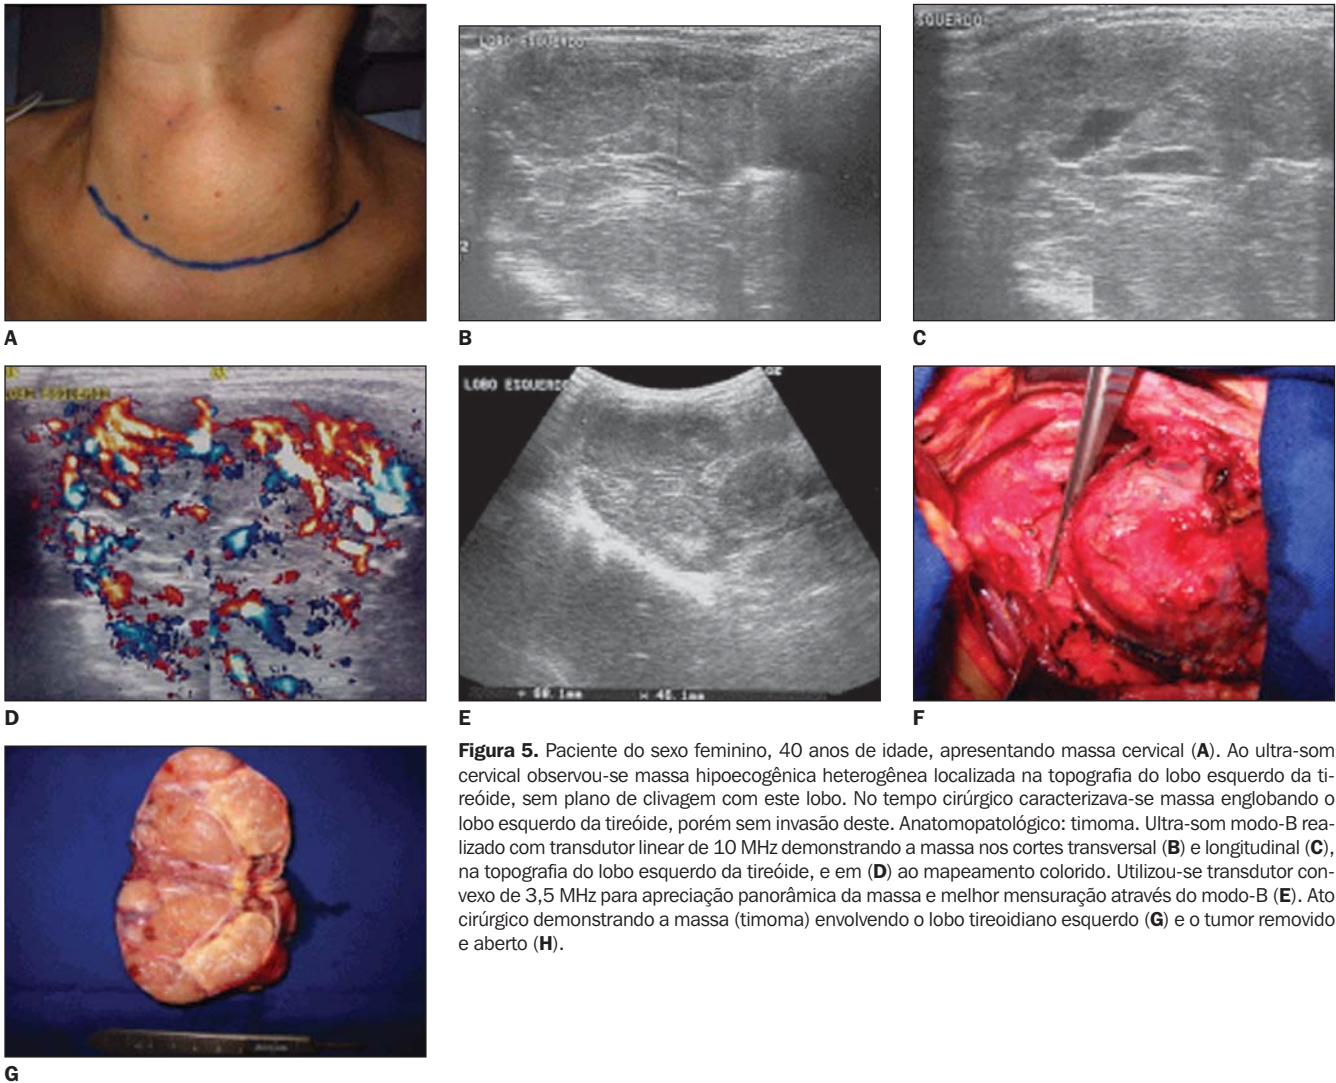 LOBO ESQUERDO
A
B
C
LOBO ESQUERDO
D
E
F
Figura 5. Paciente do sexo feminino, 40 anos de idade, apresentando massa cervical (A). Ao ultra-som
cervical observou-se massa hipoecogênica heterogênea localizada na topografia do lobo esquerdo da ti-
reóide, sem plano de clivagem com este lobo. No tempo cirúrgico caracterizava-se massa englobando o
lobo esquerdo da tireóide, porém sem invasão deste. Anatomopatológico: timoma. Ultra-som modo-B rea-
lizado com transdutor linear de 10 MHz demonstrando a massa nos cortes transversal (B) e longitudinal (C),
na topografia do lobo esquerdo da tireóide, e em (D) ao mapeamento colorido. Utilizou-se transdutor con-
vexo de 3,5 MHz para apreciação panorâmica da massa e melhor mensuração através do modo-B (E). Ato
cirúrgico demonstrando a massa (timoma) envolvendo o lobo tireoidiano esquerdo (G) e o tumor removido
e aberto (H).
G